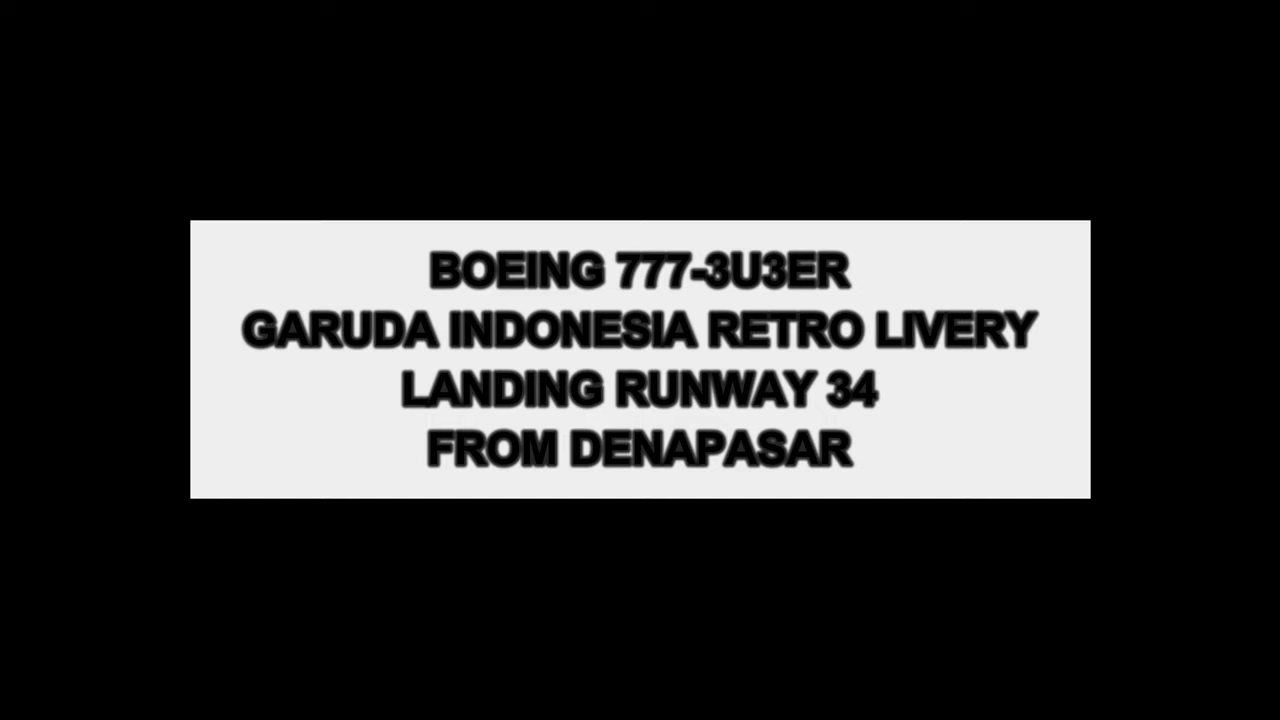 BOEING 777-3U3ER
GARUDA INDONESIA RETRO LIVERY
LANDING RUNWAY 34
FROM DENAPASAR